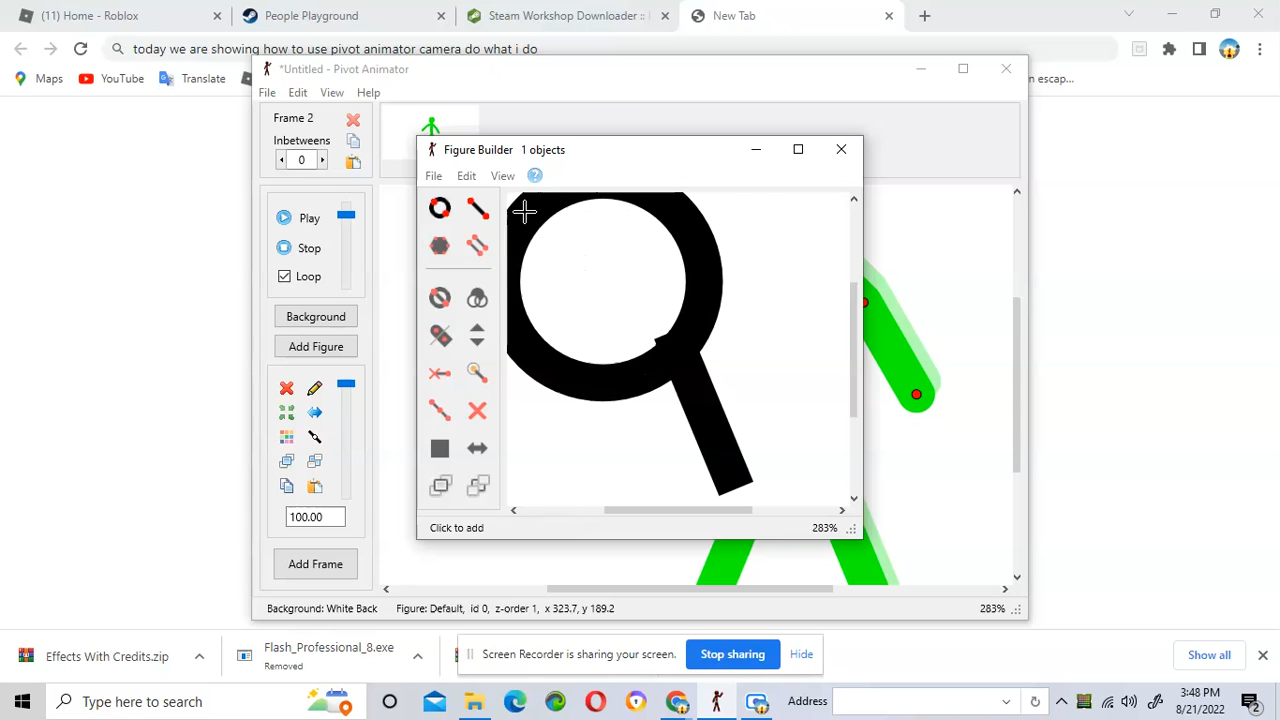 (11) Home - Roblox
People Playground
Steam Workshop Downloader ::
New Tab
today we are showing how to use pivot animator camera do what i do
Maps
YouTube
Translate
n escap...
*Untitled - Pivot Animator
File Edit View Help
Frame 2
Inbetweens
0
Play
Stop
Loop
Background
Add Figure
100.00
Add Frame
Figure Builder 1 objects
File Edit View
Click to add
283%
Background: White Back
Figure: Default, id 0, z-order 1, x 323.7, y 189.2
283%
Effects With Credits.zip
Flash_Professional_8.exe
Removed
Screen Recorder is sharing your screen.
Stop sharing
Hide
Show all
Type here to search
Address
3:48 PM
8/21/2022
2